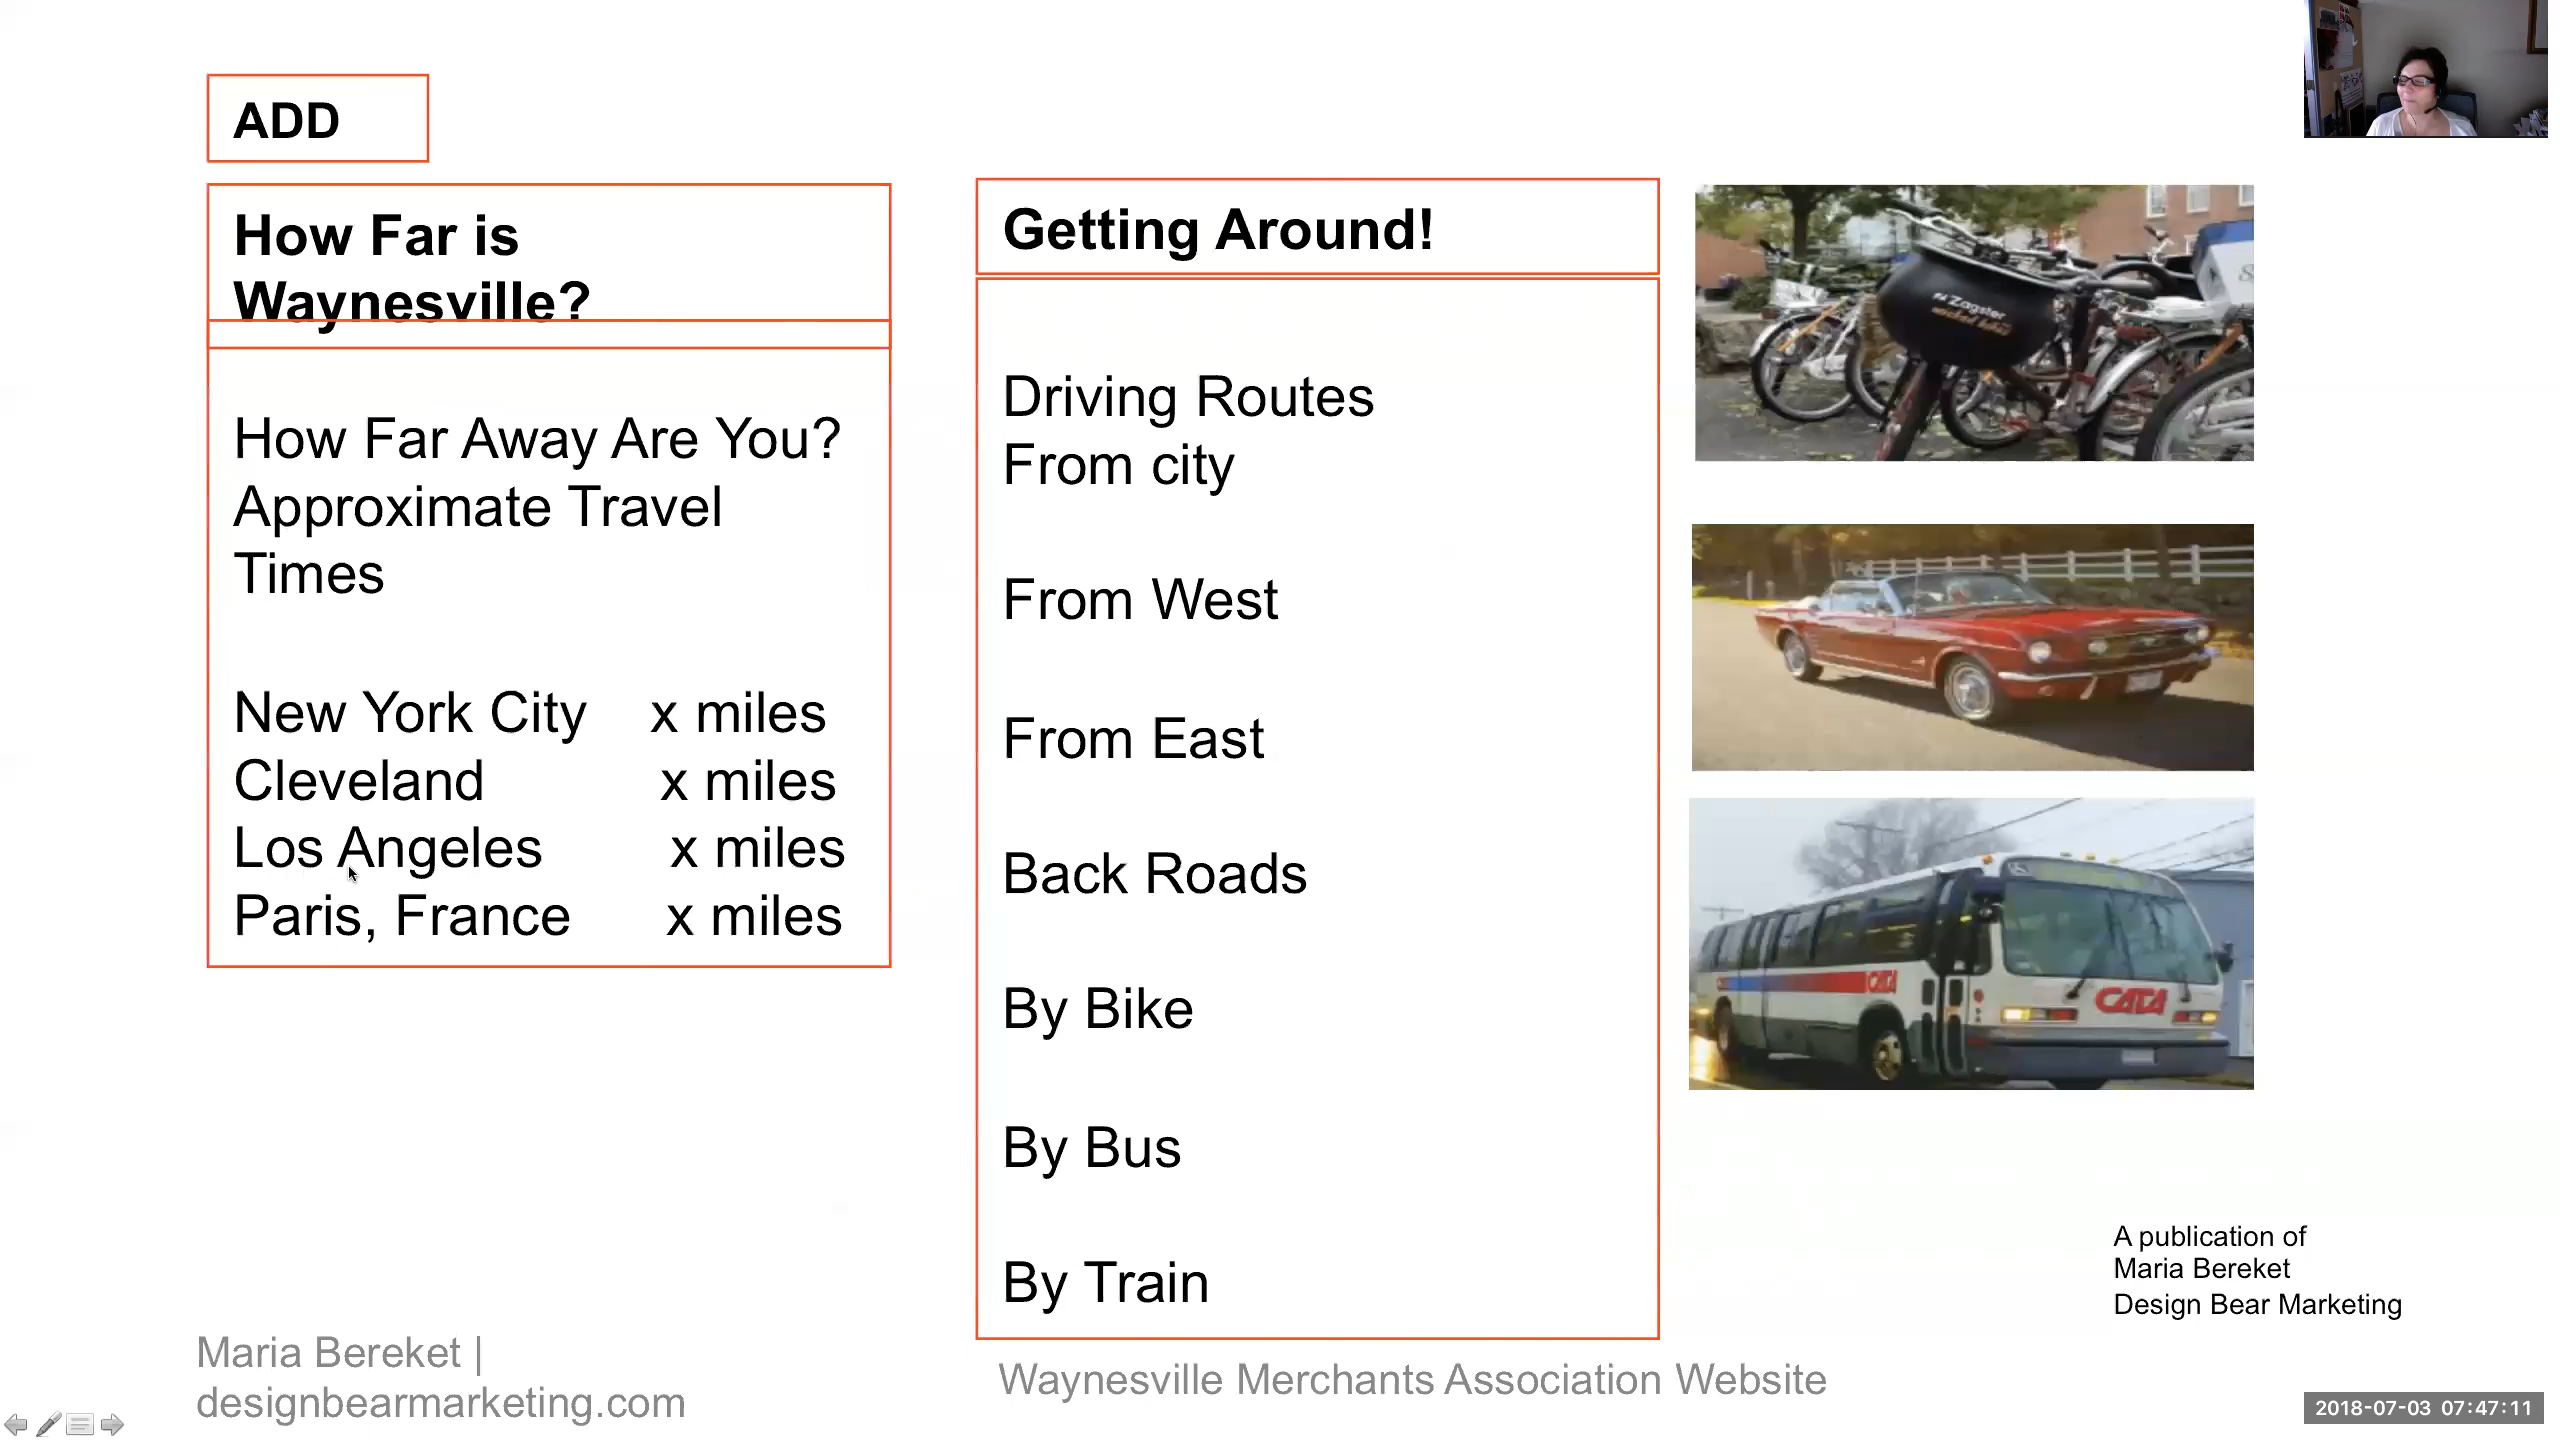 ADD
How Far is
Waynesville?
How Far Away Are You?
Approximate Travel
Times
New York City x miles
Cleveland x miles
Los Angeles x miles
Paris, France x miles
Getting Around!
Driving Routes
From city
From West
From East
Back Roads
By Bike
By Bus
By Train
Zagster
CATA
CATA
A publication of
Maria Bereket
Design Bear Marketing
Maria Bereket |
designbearmarketing.com
Waynesville Merchants Association Website
2018-07-03 07:47:11